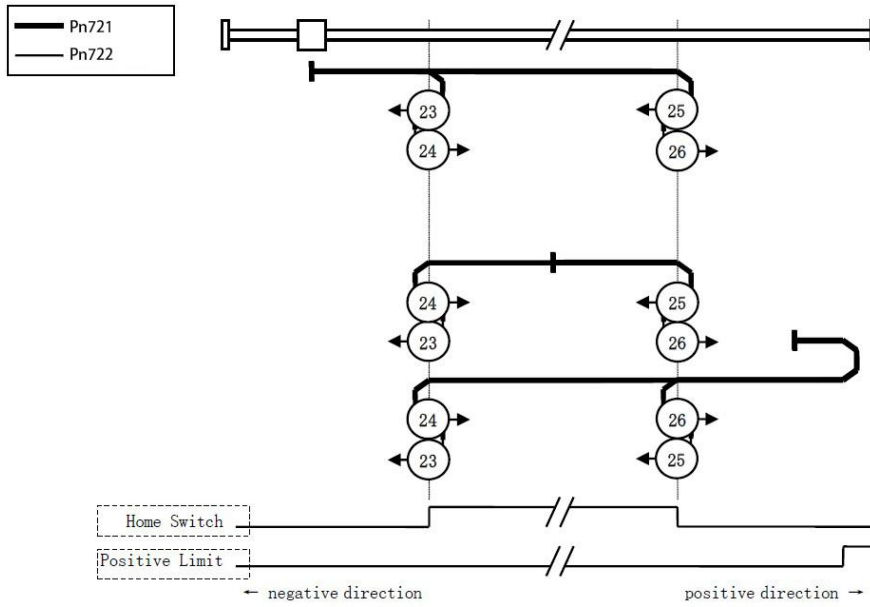 Pn721
Pn722
23
25
24
26
24
25
23
26
24
26
23
25
Home Switch
Positive Limit
← negative direction
positive direction →